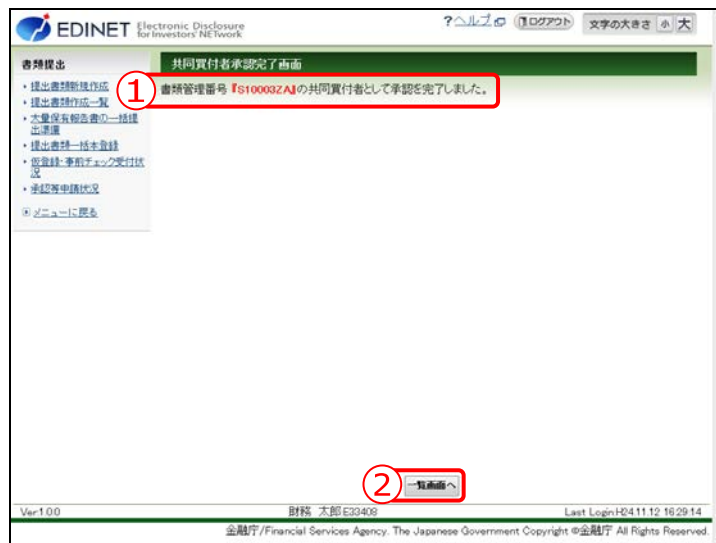 EDINET Electronic Disclosure for Investors' NETwork
?ヘルプ ログアウト 文字の大きさ 小 大
書類提出
・提出書類新規作成
・提出書類作成一覧
・大量保有報告書の一括提
出準備
・提出書類一括本登録
・仮登録・事前チェック受付状
況
・承認等申請状況
メニューに戻る
共同買付者承認完了画面
① 書類管理番号『S10003ZA』の共同買付者として承認を完了しました。
② 一覧画面へ
Ver.1.0.0 財務 太郎 E33408 Last Login:H24.11.12 16:29:14
金融庁/Financial Services Agency. The Japanese Government Copyright ©金融庁 All Rights Reserved.